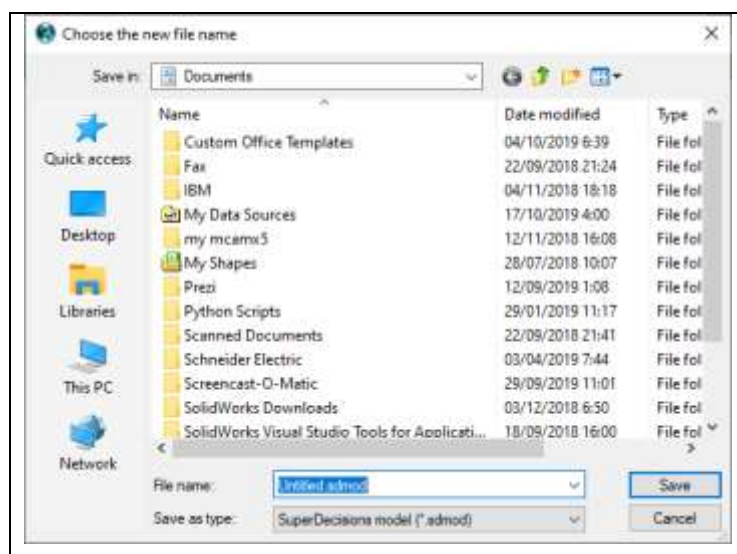 Choose the new file name
Save in: Documents
Name Date modified Type
Custom Office Templates 04/10/2019 6:39 File fol
Fax 22/09/2018 21:24 File fol
IBM 04/11/2018 18:18 File fol
My Data Sources 17/10/2019 4:00 File fol
my mcamx5 12/11/2018 16:08 File fol
My Shapes 28/07/2018 10:07 File fol
Prezi 12/09/2019 1:08 File fol
Python Scripts 29/01/2019 11:17 File fol
Scanned Documents 22/09/2018 21:41 File fol
Schneider Electric 03/04/2019 7:44 File fol
Screencast-O-Matic 29/09/2019 11:01 File fol
SolidWorks Downloads 03/12/2018 6:50 File fol
SolidWorks Visual Studio Tools for Applicati... 18/09/2018 16:00 File fol
Quick access
Desktop
Libraries
This PC
Network
File name: Untitled.sdmod Save
Save as type: SuperDecisions model (*.sdmod) Cancel